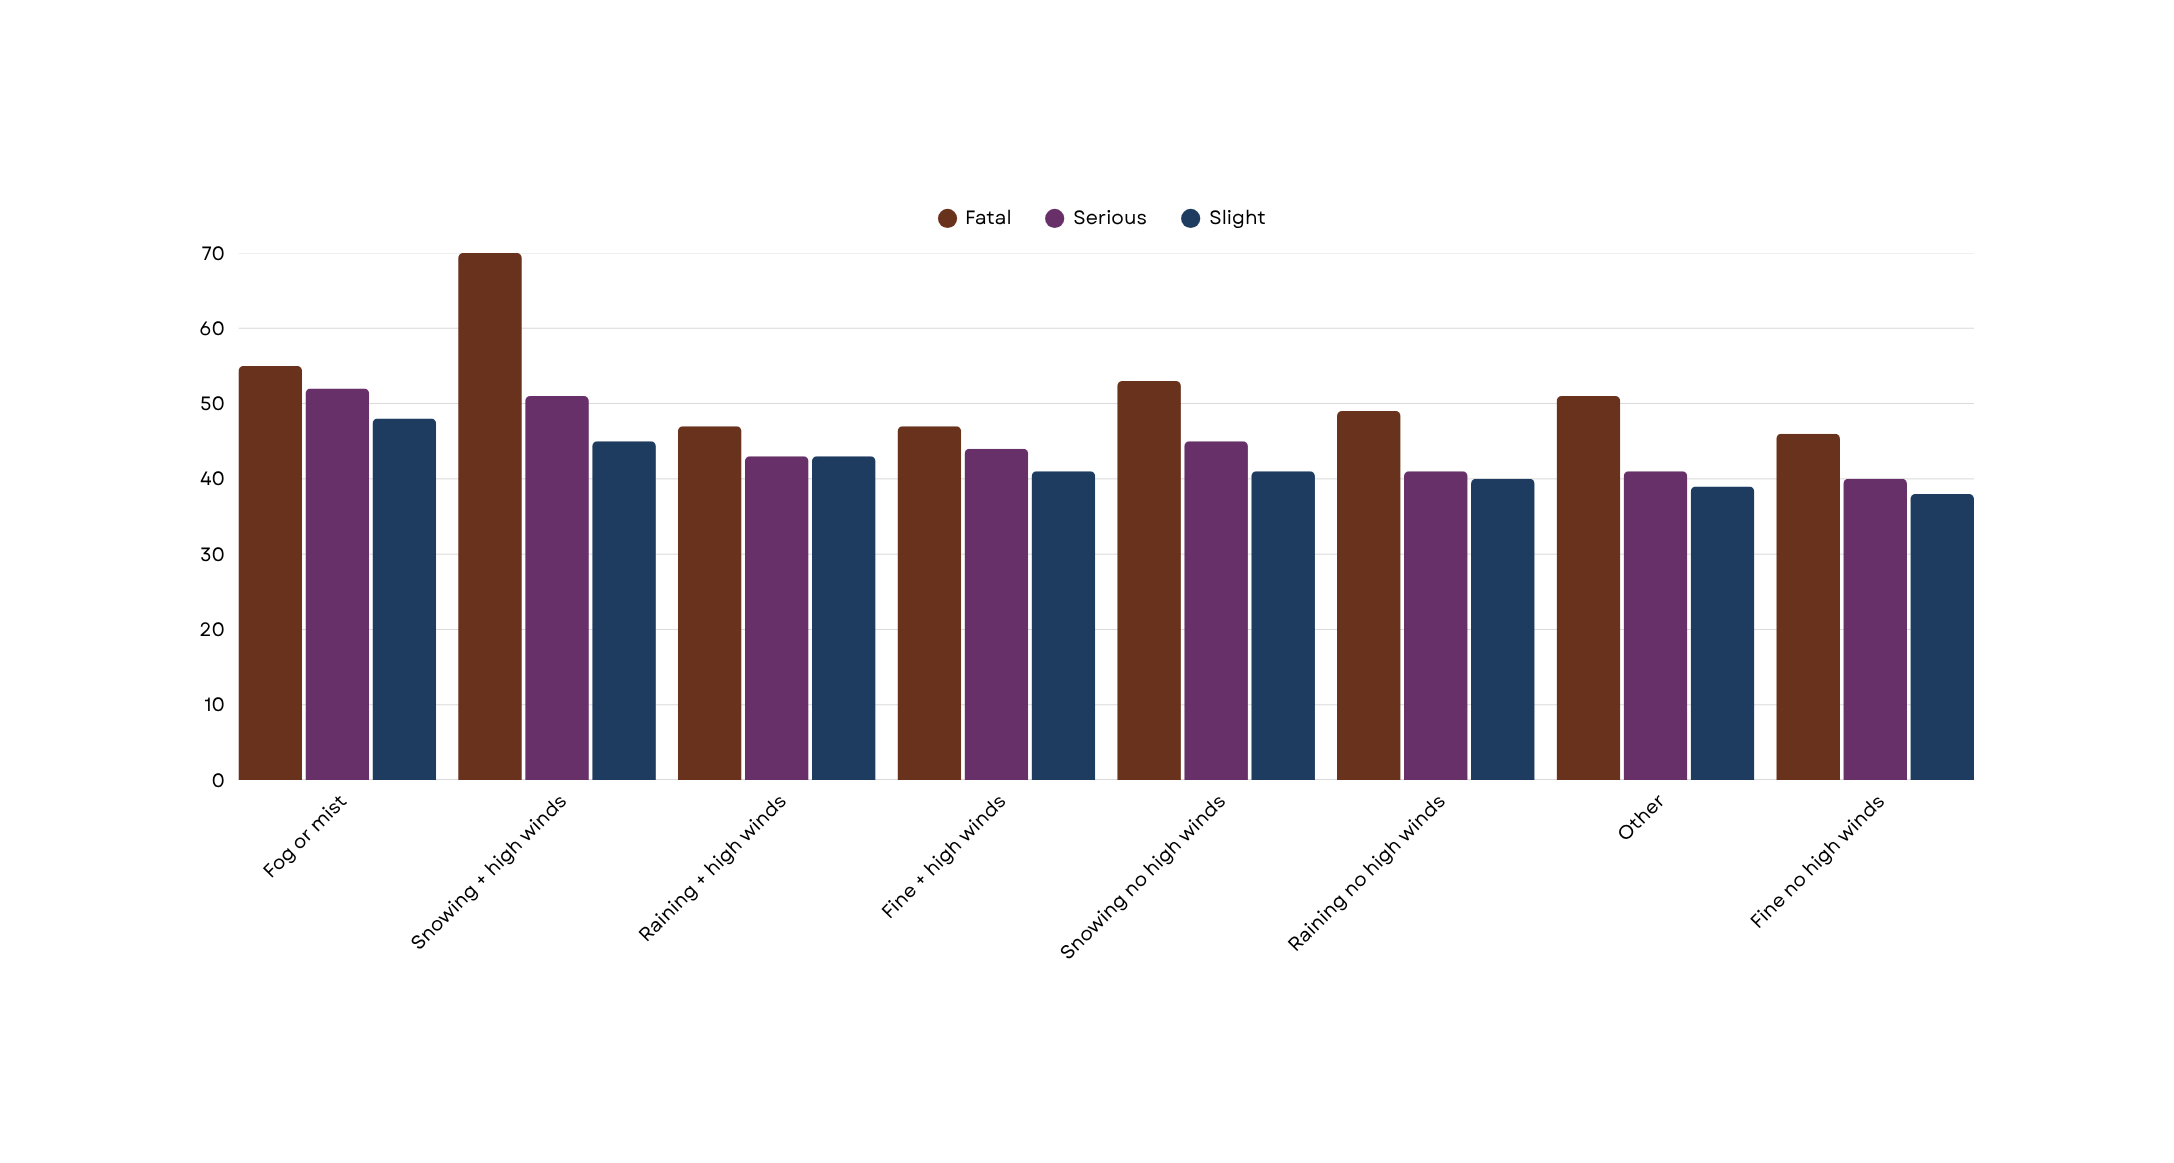 Fatal Serious Slight
70
60
50
40
30
20
10
0
Fog or mist
Snowing + high winds
Raining + high winds
Fine + high winds
Snowing no high winds
Raining no high winds
Other
Fine no high winds